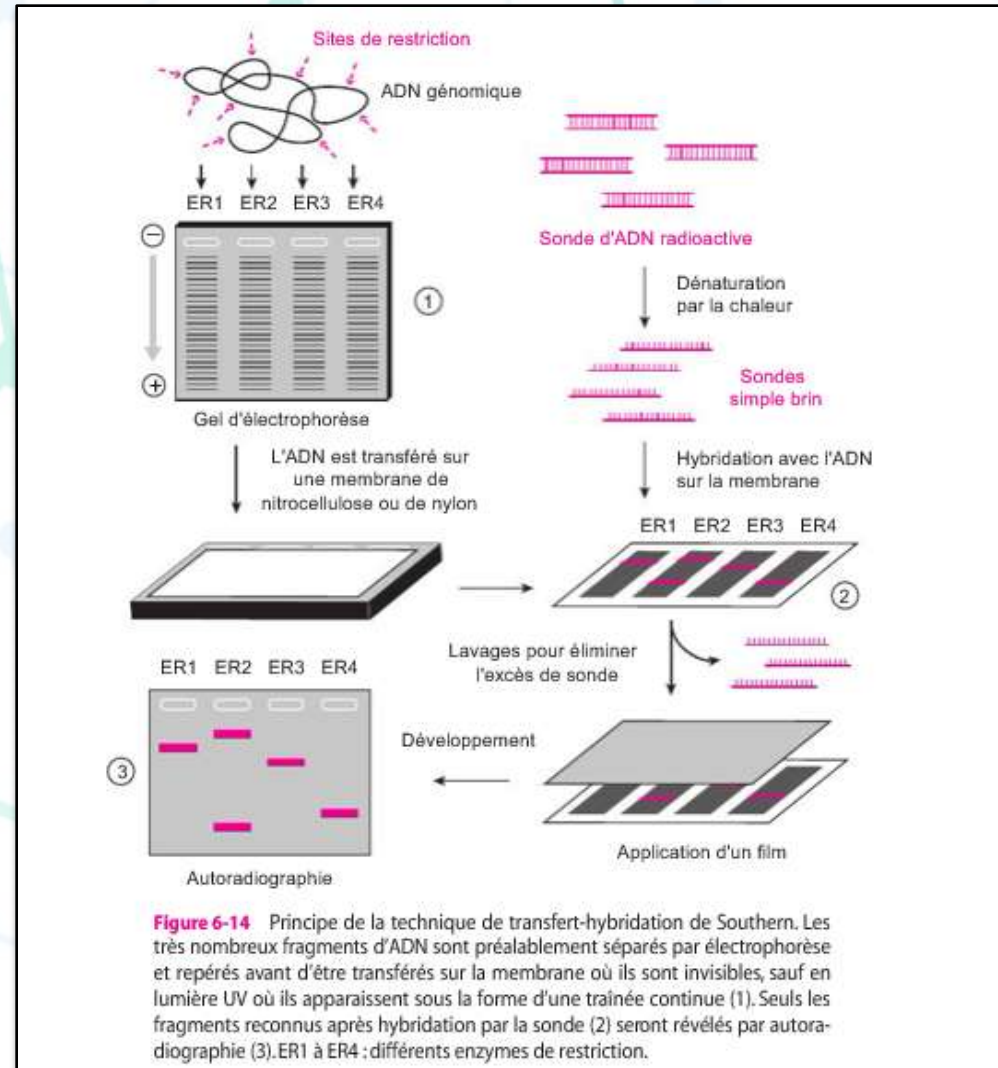 Sites de restriction
ADN génomique
ER1 ER2 ER3 ER4
−
+
1
Gel d'électrophorèse
L'ADN est transféré sur
une membrane de
nitrocellulose ou de nylon
Sonde d'ADN radioactive
Dénaturation
par la chaleur
Sondes
simple brin
Hybridation avec l'ADN
sur la membrane
ER1 ER2 ER3 ER4
2
Lavages pour éliminer
l'excès de sonde
Application d'un film
Développement
ER1 ER2 ER3 ER4
3
Autoradiographie
Figure 6-14 Principe de la technique de transfert-hybridation de Southern. Les
très nombreux fragments d'ADN sont préalablement séparés par électrophorèse
et repérés avant d'être transférés sur la membrane où ils sont invisibles, sauf en
lumière UV où ils apparaissent sous la forme d'une traînée continue (1). Seuls les
fragments reconnus après hybridation par la sonde (2) seront révélés par autora-
diographie (3). ER1 à ER4 : différents enzymes de restriction.